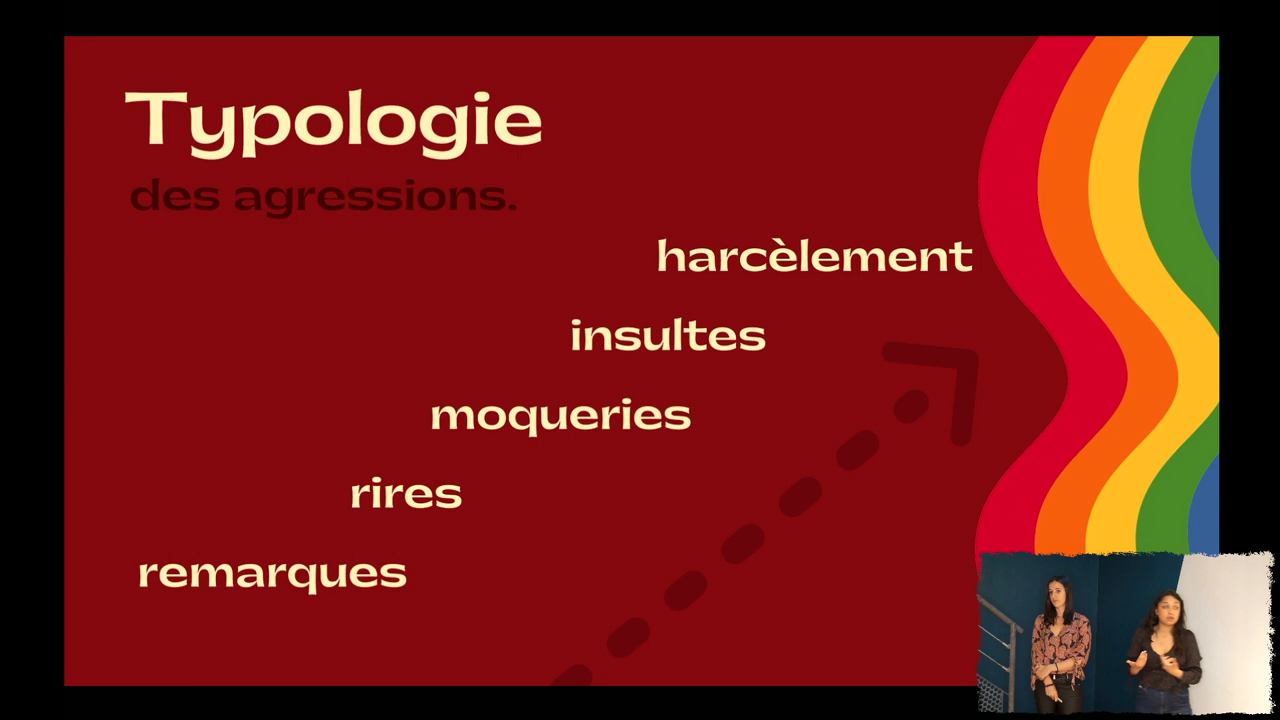 Typologie
des agressions.
harcèlement
insultes
moqueries
rires
remarques